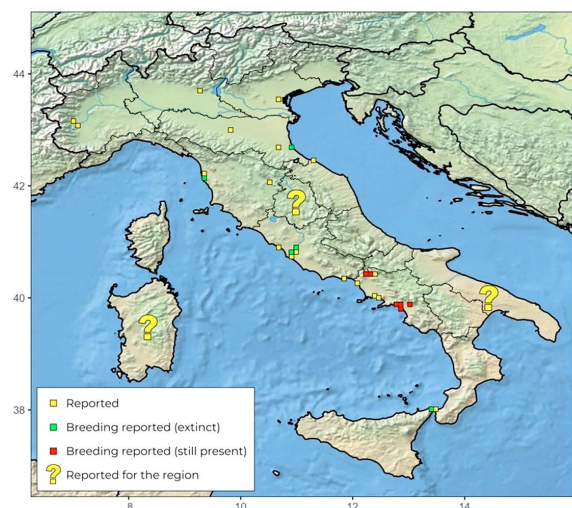 44
42
40
38
?
?
?
Reported
Breeding reported (extinct)
Breeding reported (still present)
? Reported for the region
8
10
12
14